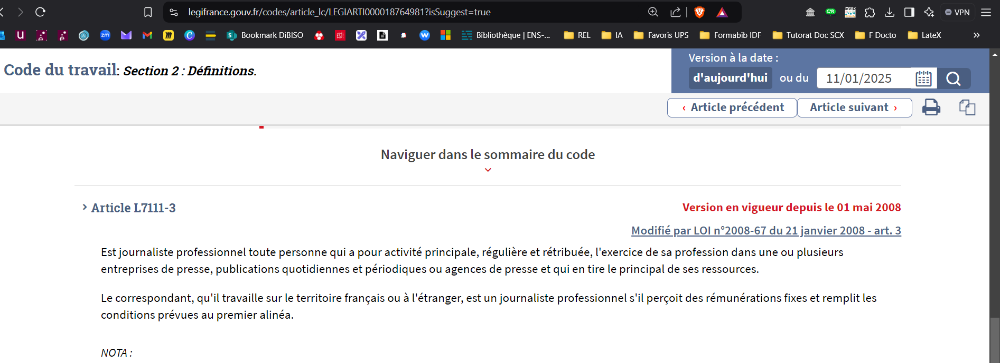 legifrance.gouv.fr/codes/article_lc/LEGIARTI000018764981?isSuggest=true
VPN
Bookmark DiBISO
Bibliothèque | ENS-...
REL
IA
Favoris UPS
Formabib IDF
Tutorat Doc SCX
F Docto
LateX
Code du travail: Section 2 : Définitions.
Version à la date :
d'aujourd'hui ou du 11/01/2025
‹ Article précédent
Article suivant ›
Naviguer dans le sommaire du code
Article L7111-3
Version en vigueur depuis le 01 mai 2008
Modifié par LOI n°2008-67 du 21 janvier 2008 - art. 3
Est journaliste professionnel toute personne qui a pour activité principale, régulière et rétribuée, l'exercice de sa profession dans une ou plusieurs
entreprises de presse, publications quotidiennes et périodiques ou agences de presse et qui en tire le principal de ses ressources.
Le correspondant, qu'il travaille sur le territoire français ou à l'étranger, est un journaliste professionnel s'il perçoit des rémunérations fixes et remplit les
conditions prévues au premier alinéa.
NOTA :